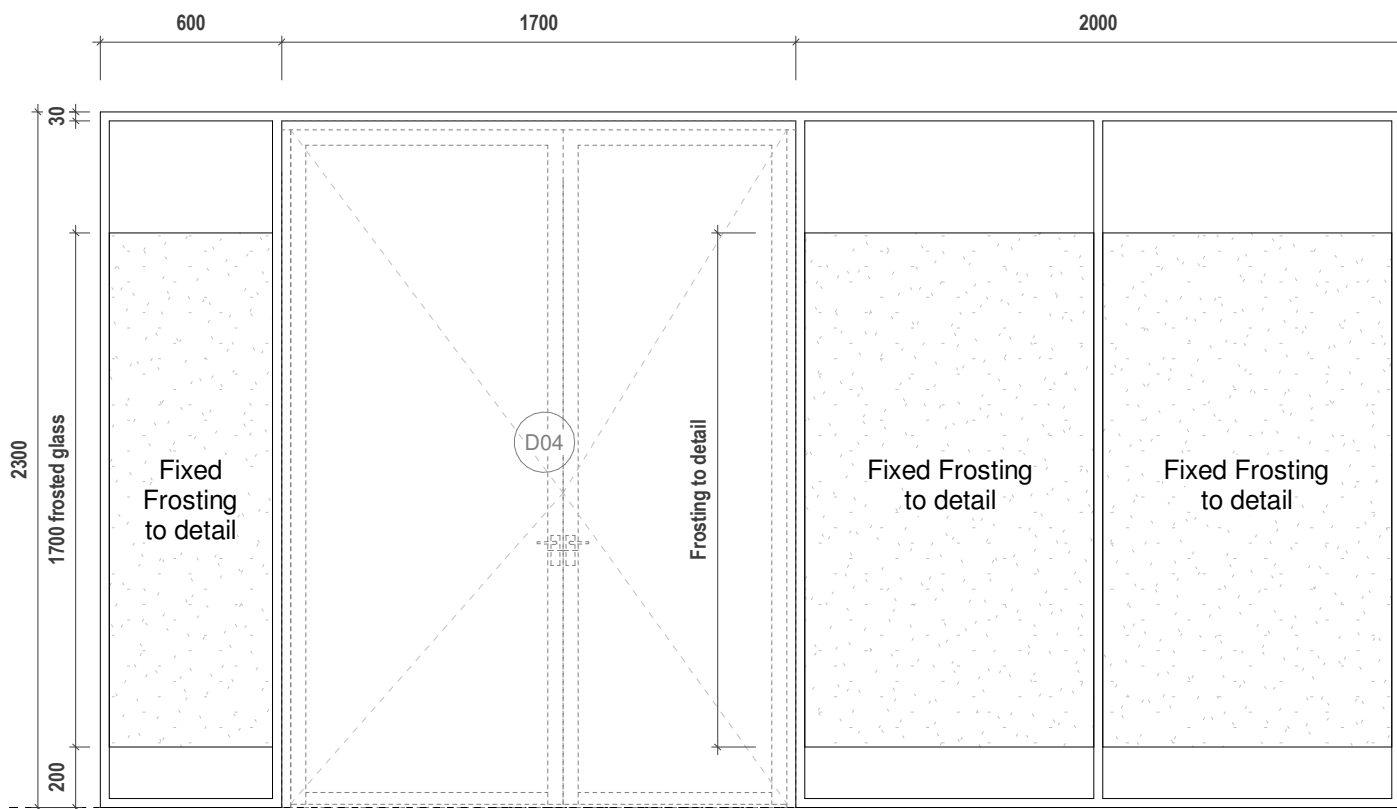 600
1700
2000
30
2300
1700 frosted glass
200
Fixed
Frosting
to detail
D04
Frosting to detail
Fixed Frosting
to detail
Fixed Frosting
to detail